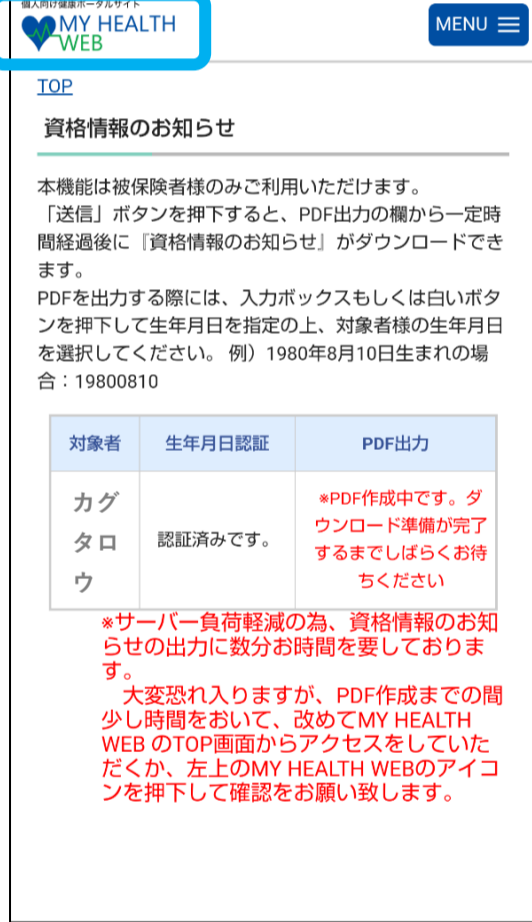 個人向け健康ポータルサイト
MY HEALTH
WEB
MENU
TOP
資格情報のお知らせ
本機能は被保険者様のみご利用いただけます。
「送信」ボタンを押下すると、PDF出力の欄から一定時
間経過後に『資格情報のお知らせ』がダウンロードでき
ます。
PDFを出力する際には、入力ボックスもしくは白いボタ
ンを押下して生年月日を指定の上、対象者様の生年月日
を選択してください。 例）1980年8月10日生まれの場
合：19800810
対象者 生年月日認証 PDF出力
カグ
タロ
ウ
認証済みです。
※PDF作成中です。ダ
ウンロード準備が完了
するまでしばらくお待
ちください
※サーバー負荷軽減の為、資格情報のお知
らせの出力に数分お時間を要しておりま
す。
大変恐れ入りますが、PDF作成までの間
少し時間をおいて、改めてMY HEALTH
WEB のTOP画面からアクセスをしていた
だくか、左上のMY HEALTH WEBのアイコ
ンを押下して確認をお願い致します。